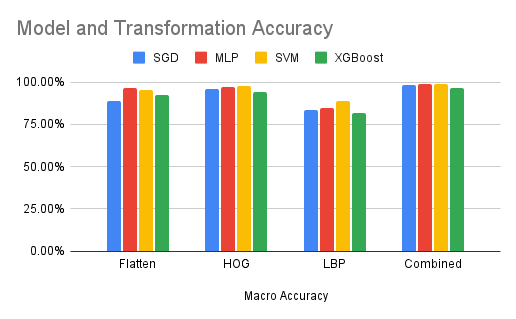 Model and Transformation Accuracy
SGD MLP SVM XGBoost
100.00%
75.00%
50.00%
25.00%
0.00%
Flatten HOG LBP Combined
Macro Accuracy